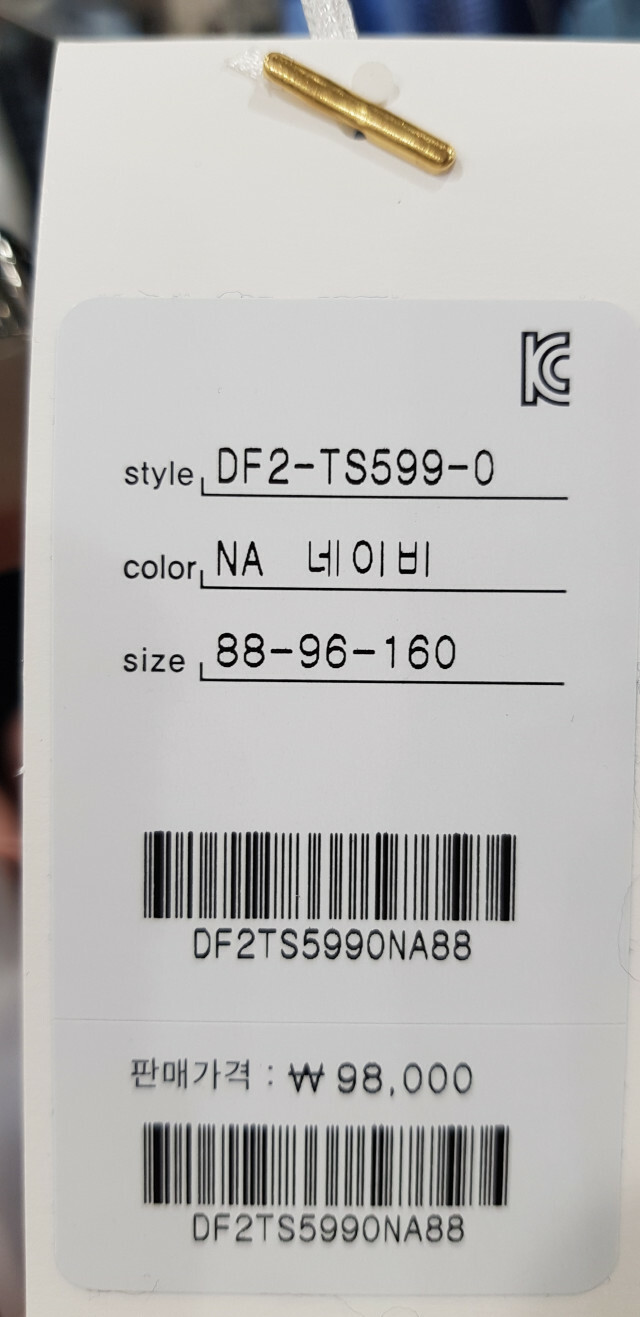 KC
style DF2-TS599-0
color NA 네이비
size 88-96-160
DF2TS5990NA88
판매가격 : ₩ 98,000
DF2TS5990NA88